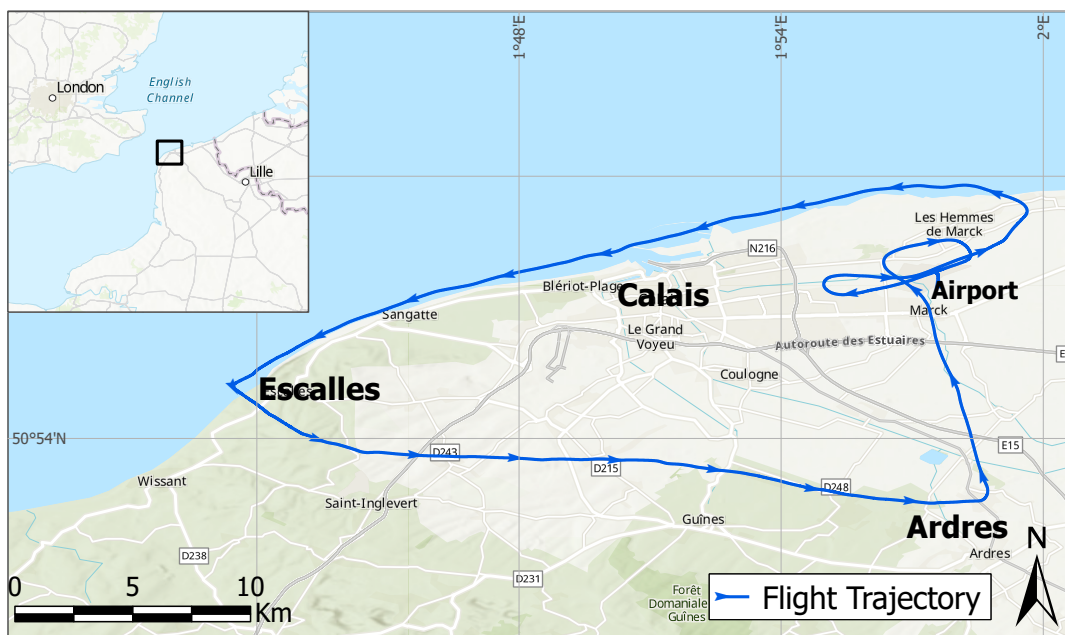 1°48'E
1°54'E
2°E
English
Channel
London
Lille
Les Hemmes
de Marck
N216
Blériot-Plage
Calais
Airport
Marck
Sangatte
Le Grand
Voyeu
Autoroute des Estuaires
E
Coulogne
Escalles
50°54'N
D243
E15
D215
Wissant
D248
Saint-Inglevert
Guînes
Ardres
Ardres
N
D238
D231
0
5
10
Km
Forêt
Domaniale
Guînes
Flight Trajectory